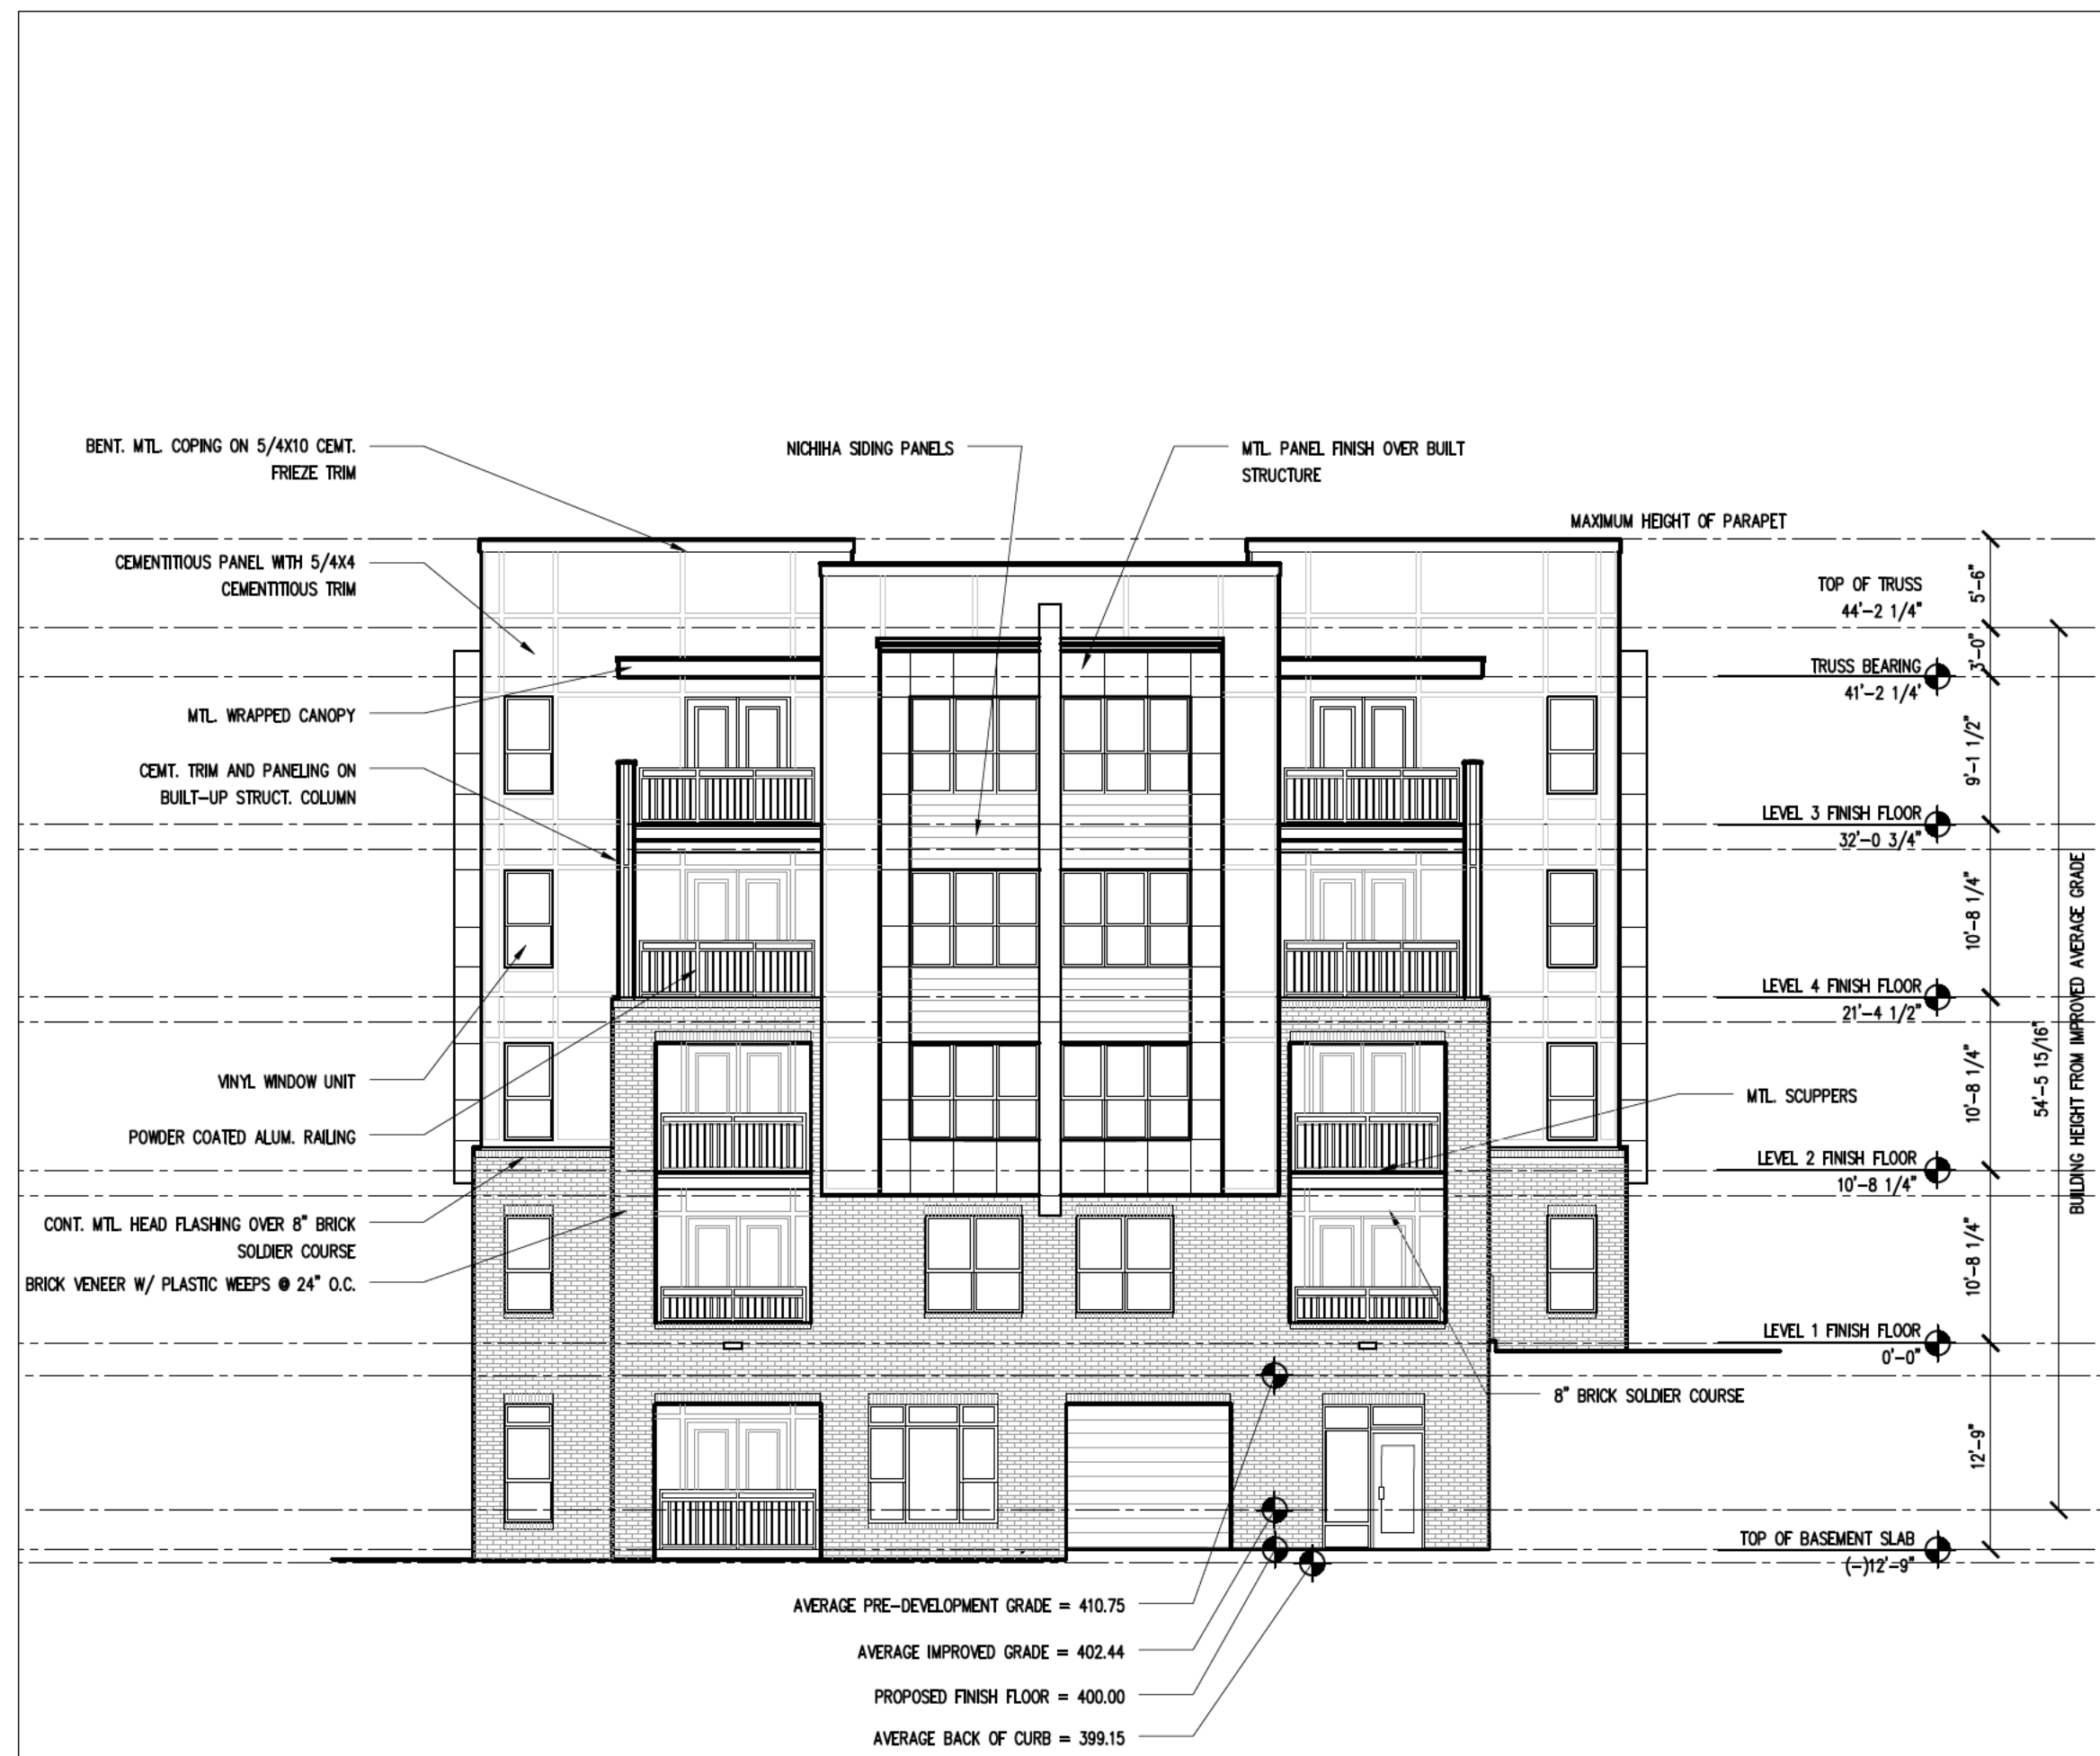 BENT. MTL. COPING ON 5/4X10 CEMT.
FRIEZE TRIM
CEMENTITIOUS PANEL WITH 5/4X4
CEMENTITIOUS TRIM
MTL. WRAPPED CANOPY
CEMT. TRIM AND PANELING ON
BUILT-UP STRUCT. COLUMN
VINYL WINDOW UNIT
POWDER COATED ALUM. RAILING
CONT. MTL. HEAD FLASHING OVER 8" BRICK
SOLDIER COURSE
BRICK VENEER W/ PLASTIC WEEPS @ 24" O.C.
NICHIHA SIDING PANELS
MTL. PANEL FINISH OVER BUILT
STRUCTURE
MAXIMUM HEIGHT OF PARAPET
TOP OF TRUSS
44'-2 1/4"
TRUSS BEARING
41'-2 1/4'
LEVEL 3 FINISH FLOOR
32'-0 3/4"
LEVEL 4 FINISH FLOOR
21'-4 1/2"
MTL. SCUPPERS
LEVEL 2 FINISH FLOOR
10'-8 1/4"
LEVEL 1 FINISH FLOOR
0'-0"
8" BRICK SOLDIER COURSE
TOP OF BASEMENT SLAB
(-)12'-9"
5'-6"
3'-0"
9'-1 1/2"
10'-8 1/4"
10'-8 1/4"
10'-8 1/4"
12'-9"
54'-5 15/16"
BUILDING HEIGHT FROM IMPROVED AVERAGE GRADE
AVERAGE PRE-DEVELOPMENT GRADE = 410.75
AVERAGE IMPROVED GRADE = 402.44
PROPOSED FINISH FLOOR = 400.00
AVERAGE BACK OF CURB = 399.15